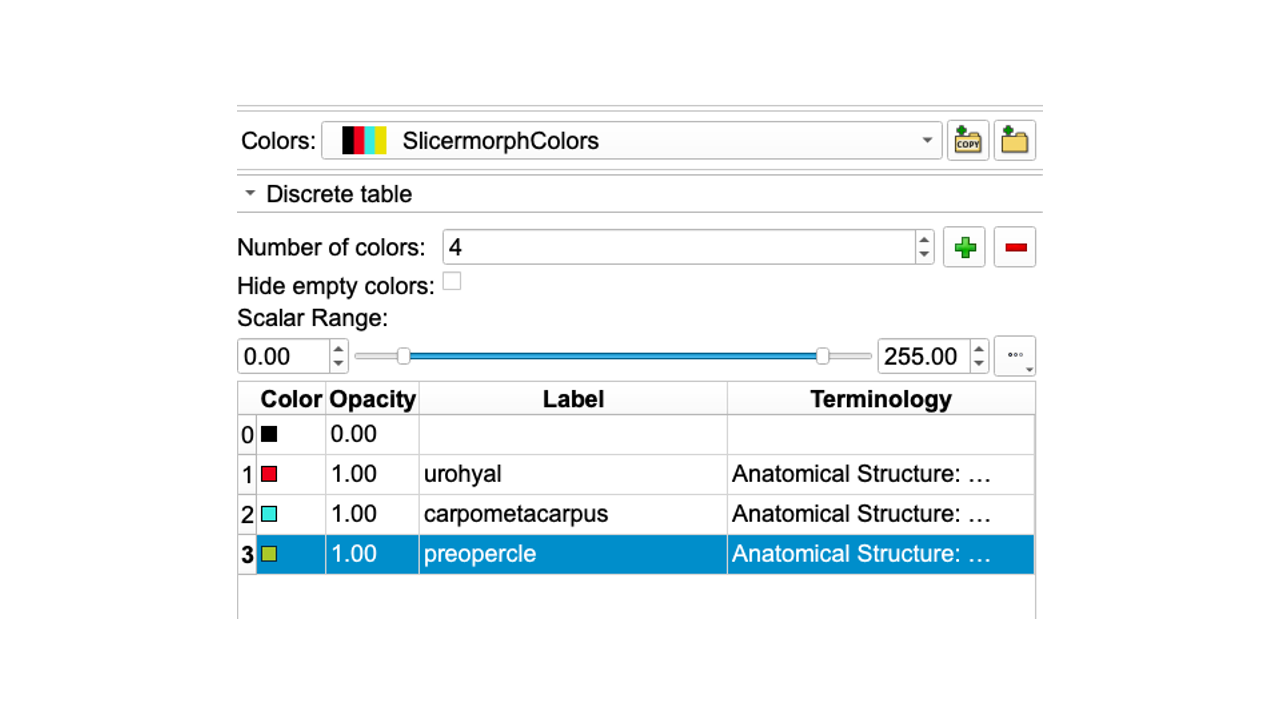 Colors: SlicermorphColors COPY
Discrete table
Number of colors: 4
Hide empty colors:
Scalar Range:
0.00 255.00
Color Opacity Label Terminology
0 0.00
1 1.00 urohyal Anatomical Structure: ...
2 1.00 carpometacarpus Anatomical Structure: ...
3 1.00 preopercle Anatomical Structure: ...